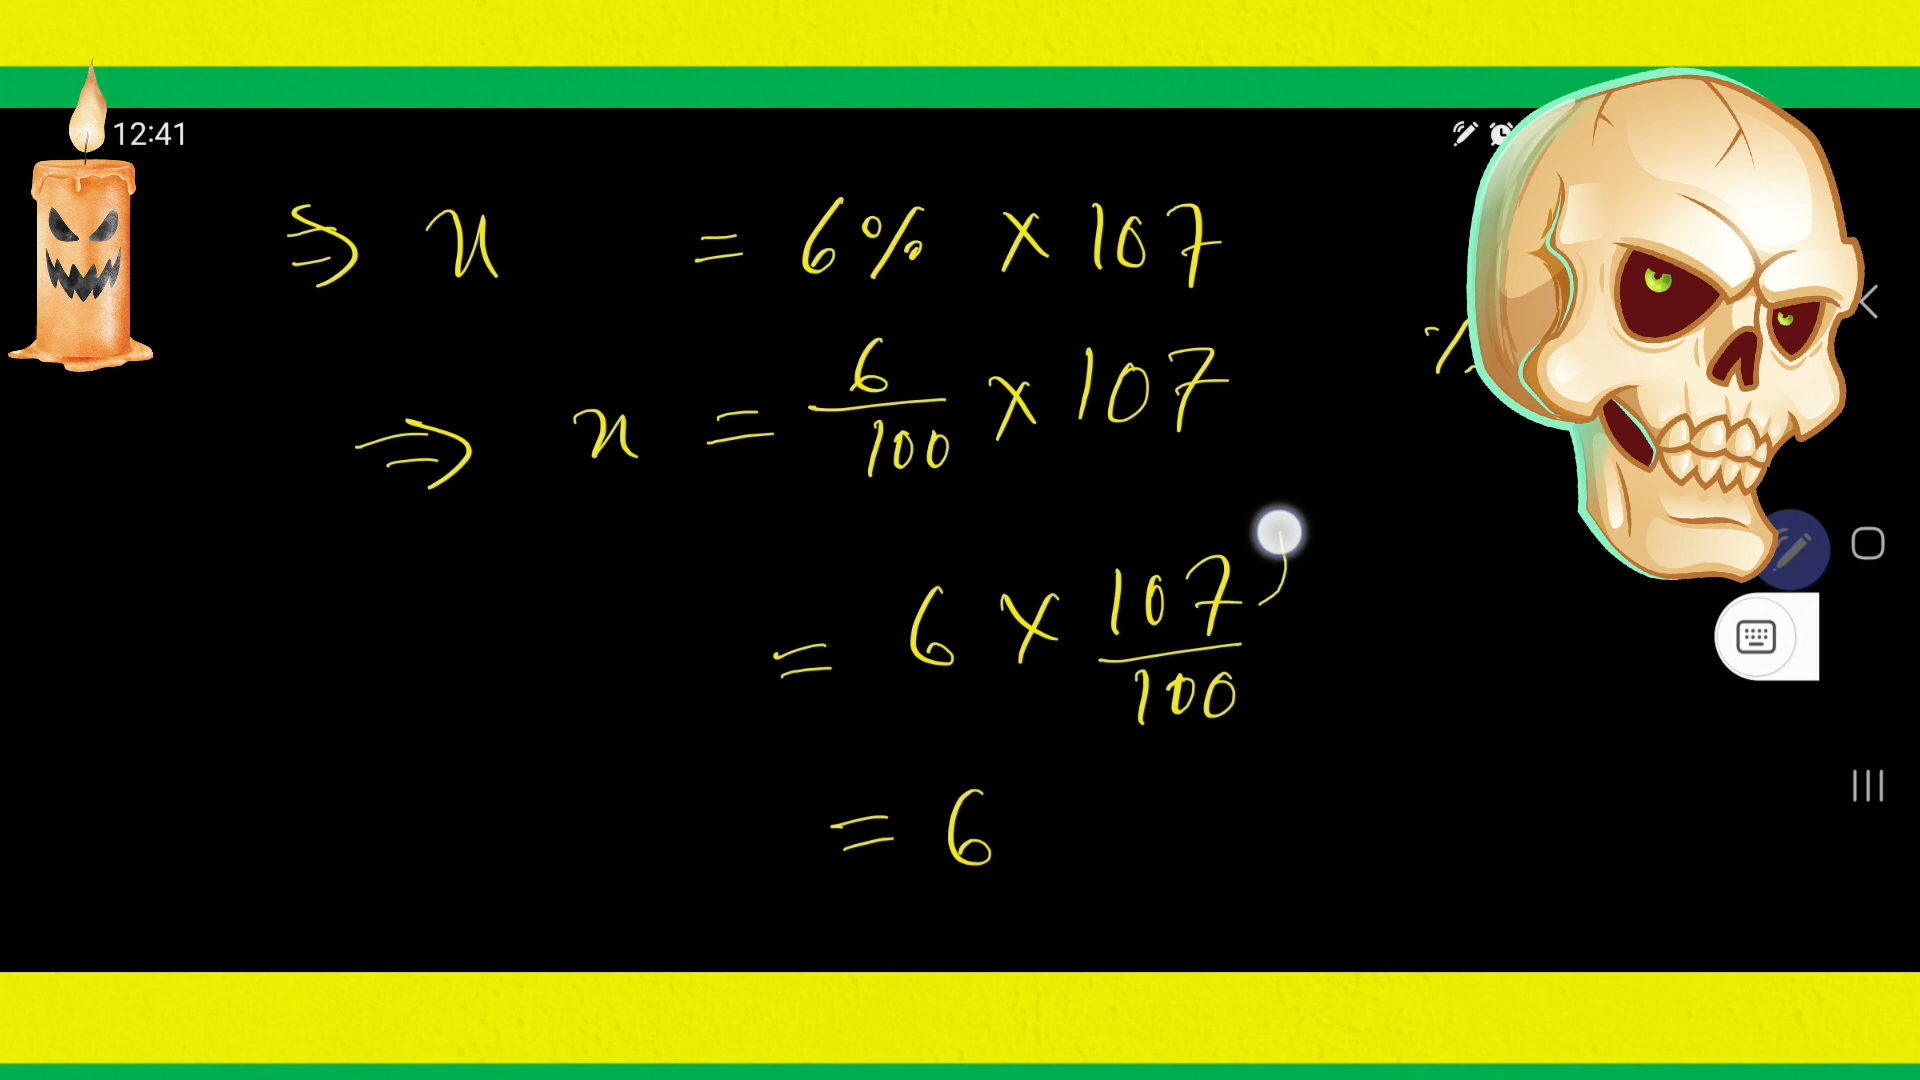 12:41
⇒ x = 6% × 107
⇒ x = 6/100 × 107
= 6 × 107/100
= 6